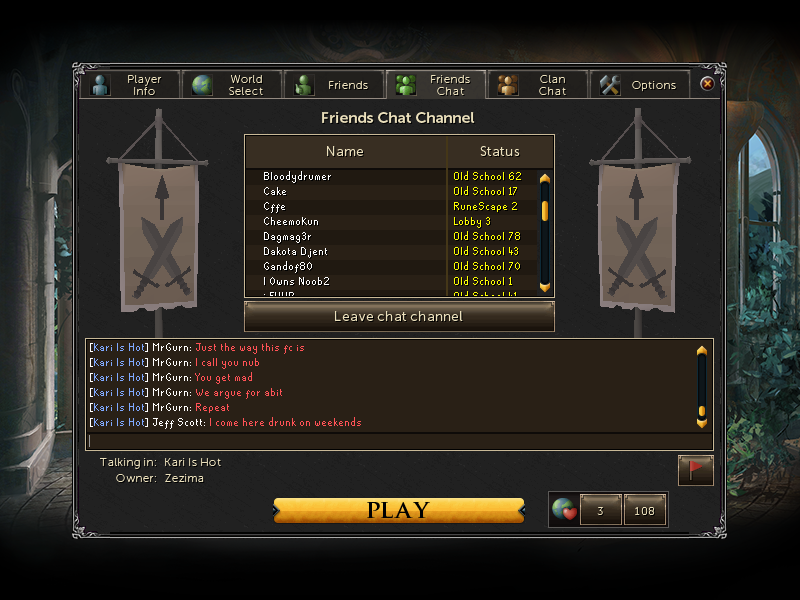 Player Info
World Select
Friends
Friends Chat
Clan Chat
Options
Friends Chat Channel
Name Status
Bloodydrumer Old School 62
Cake Old School 17
Cffe RuneScape 2
CheemoKun Lobby 3
Dagmag3r Old School 78
Dakota Djent Old School 43
Gandof80 Old School 70
I Owns Noob2 Old School 1
Old School 41
Leave chat channel
[Kari Is Hot] MrGurn: Just the way this fc is
[Kari Is Hot] MrGurn: I call you nub
[Kari Is Hot] MrGurn: You get mad
[Kari Is Hot] MrGurn: We argue for abit
[Kari Is Hot] MrGurn: Repeat
[Kari Is Hot] Jeff Scott: I come here drunk on weekends
Talking in: Kari Is Hot
Owner: Zezima
PLAY
3 108